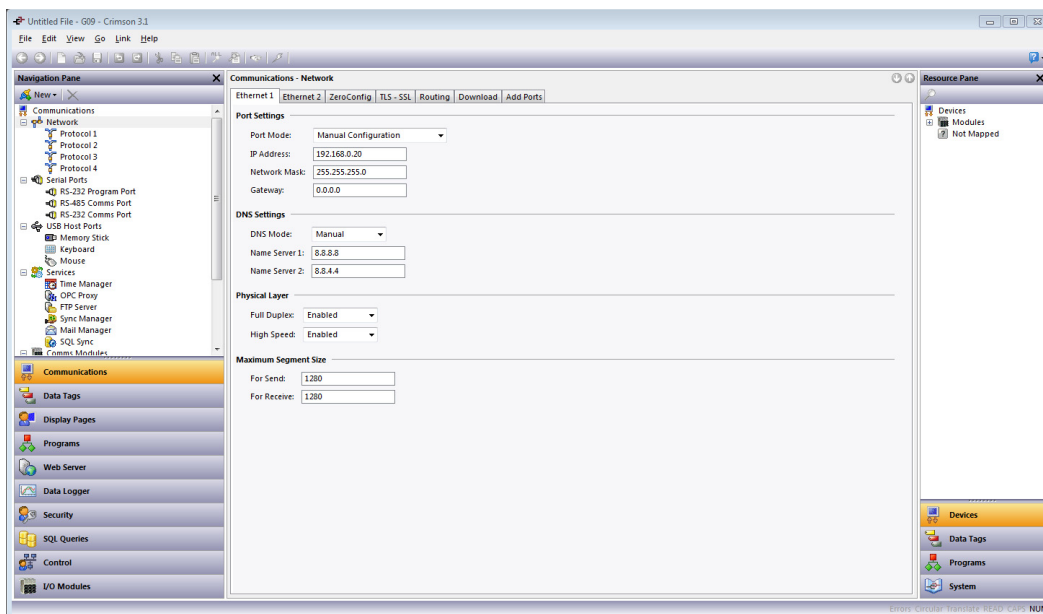 Untitled File - G09 - Crimson 3.1
File Edit View Go Link Help
Navigation Pane
New
Communications
Network
Protocol 1
Protocol 2
Protocol 3
Protocol 4
Serial Ports
RS-232 Program Port
RS-485 Comms Port
RS-232 Comms Port
USB Host Ports
Memory Stick
Keyboard
Mouse
Services
Time Manager
OPC Proxy
FTP Server
Sync Manager
Mail Manager
SQL Sync
Comms Modules
Communications
Data Tags
Display Pages
Programs
Web Server
Data Logger
Security
SQL Queries
Control
I/O Modules
Communications - Network
Ethernet 1 Ethernet 2 ZeroConfig TLS - SSL Routing Download Add Ports
Port Settings
Port Mode: Manual Configuration
IP Address: 192.168.0.20
Network Mask: 255.255.255.0
Gateway: 0.0.0.0
DNS Settings
DNS Mode: Manual
Name Server 1: 8.8.8.8
Name Server 2: 8.8.4.4
Physical Layer
Full Duplex: Enabled
High Speed: Enabled
Maximum Segment Size
For Send: 1280
For Receive: 1280
Resource Pane
Devices
Modules
Not Mapped
Devices
Data Tags
Programs
System
Errors Circular Translate READ CAPS NUM